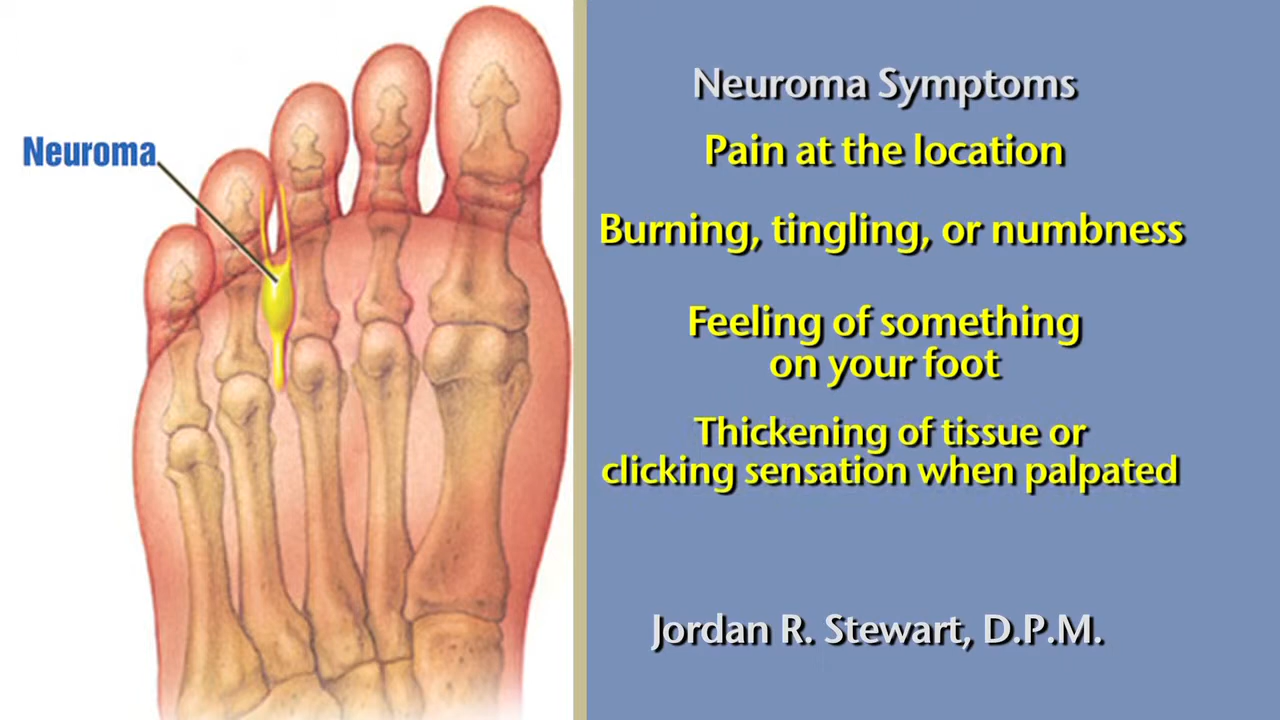 Neuroma
Neuroma Symptoms
Pain at the location
Burning, tingling, or numbness
Feeling of something
on your foot
Thickening of tissue or
clicking sensation when palpated
Jordan R. Stewart, D.P.M.